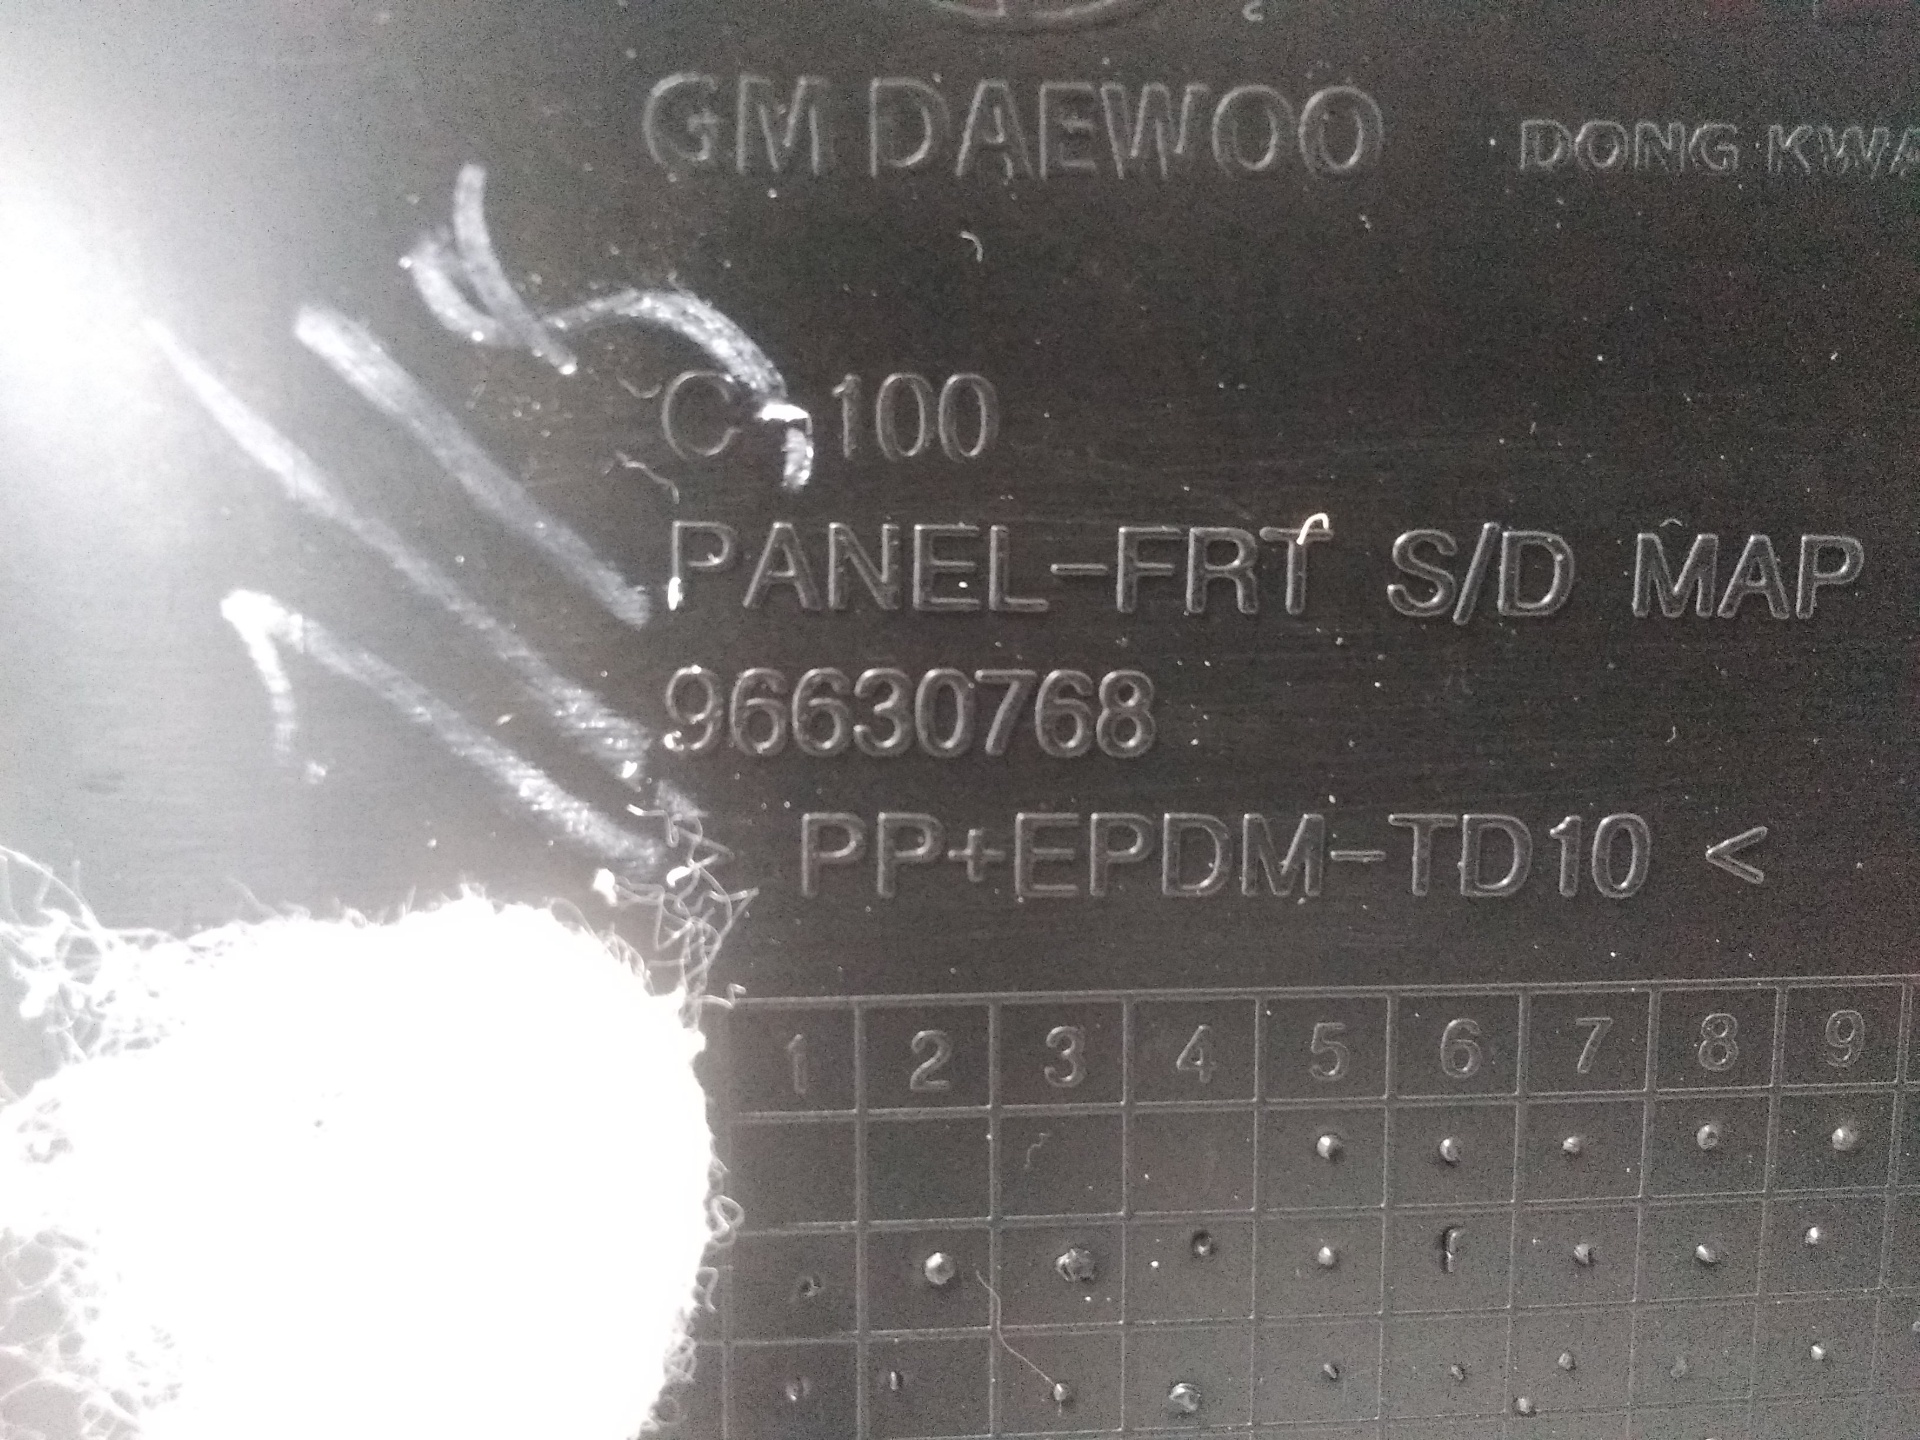 GM DAEWOO DONG KWA
C-100
PANEL-FRT S/D MAP
96630768
PP+EPDM-TD10 <
1 2 3 4 5 6 7 8 9